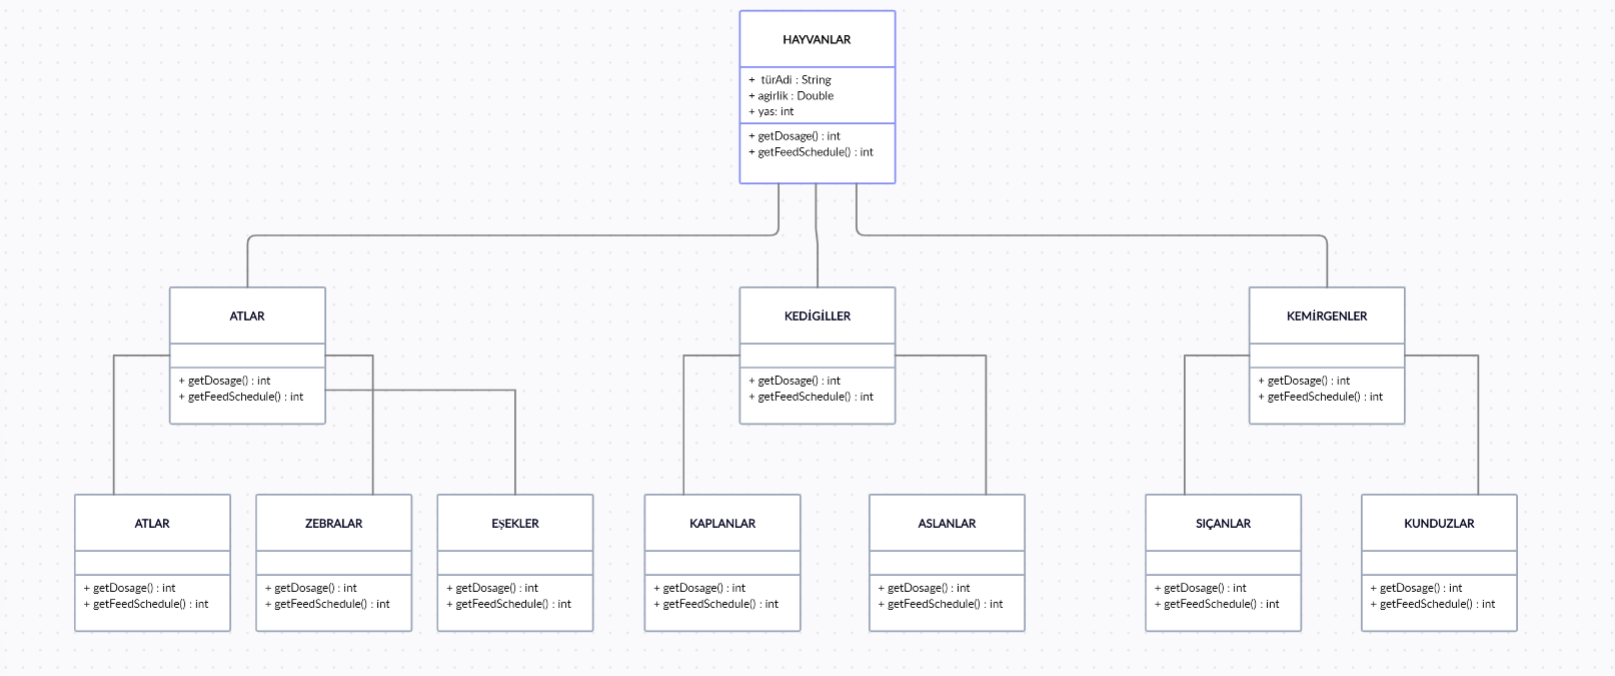 HAYVANLAR
+ türAdi : String
+ agirlik : Double
+ yas: int
+ getDosage() : int
+ getFeedSchedule() : int
ATLAR
+ getDosage() : int
+ getFeedSchedule() : int
KEDİGİLLER
+ getDosage() : int
+ getFeedSchedule() : int
KEMİRGENLER
+ getDosage() : int
+ getFeedSchedule() : int
ATLAR
+ getDosage() : int
+ getFeedSchedule() : int
ZEBRALAR
+ getDosage() : int
+ getFeedSchedule() : int
EŞEKLER
+ getDosage() : int
+ getFeedSchedule() : int
KAPLANLAR
+ getDosage() : int
+ getFeedSchedule() : int
ASLANLAR
+ getDosage() : int
+ getFeedSchedule() : int
SIÇANLAR
+ getDosage() : int
+ getFeedSchedule() : int
KUNDUZLAR
+ getDosage() : int
+ getFeedSchedule() : int